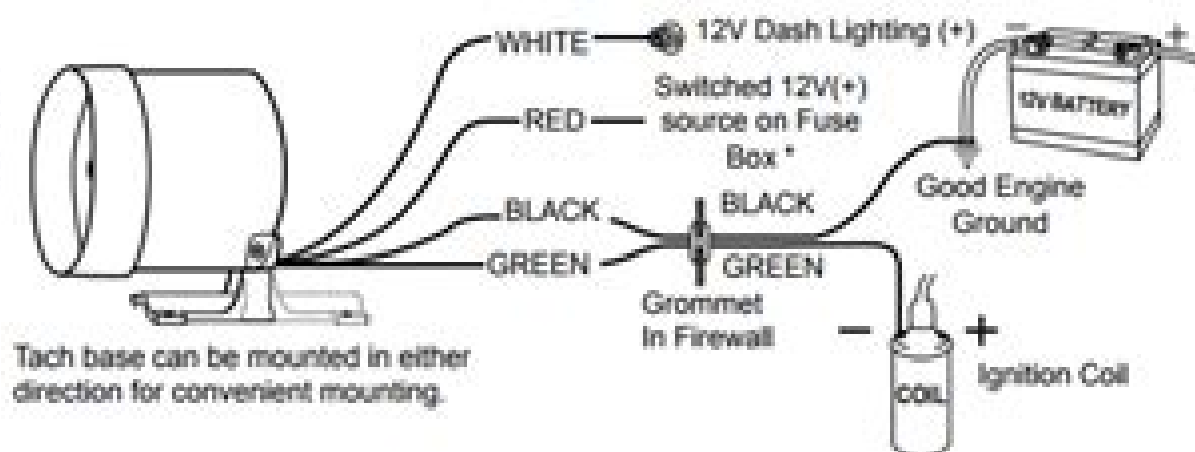 WHITE
12V Dash Lighting (+)
− +
12V BATTERY
RED
Switched 12V(+)
source on Fuse
Box *
BLACK
BLACK
Good Engine
Ground
GREEN
GREEN
Grommet
In Firewall
− +
Ignition Coil
COIL
Tach base can be mounted in either
direction for convenient mounting.